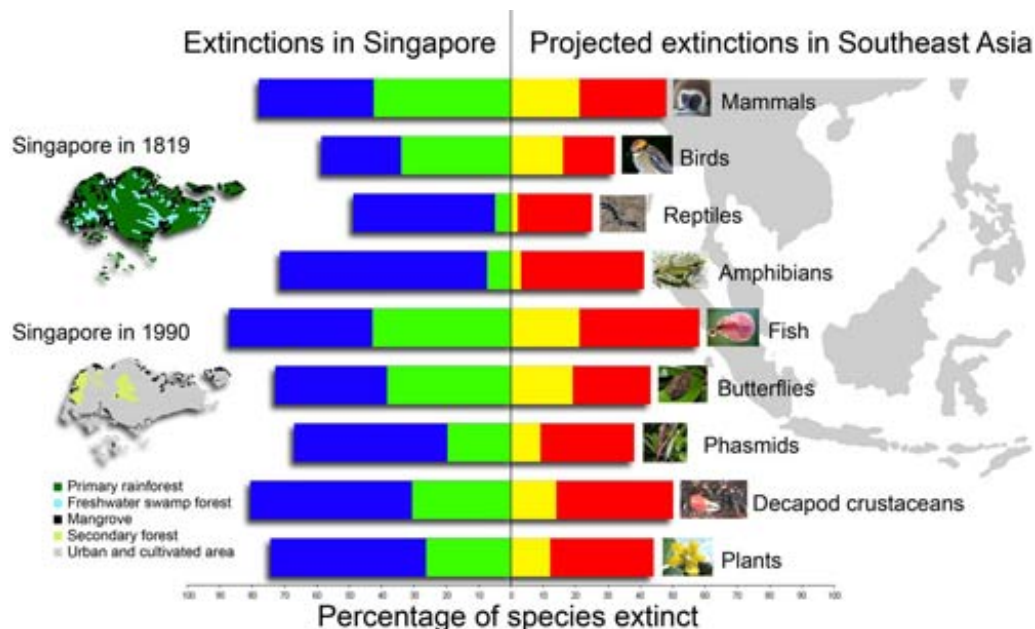 Extinctions in Singapore
Projected extinctions in Southeast Asia
Mammals
Singapore in 1819
Birds
Reptiles
Amphibians
Singapore in 1990
Fish
Butterflies
Phasmids
Primary rainforest
Freshwater swamp forest
Mangrove
Secondary forest
Urban and cultivated area
Decapod crustaceans
Plants
100 90 80 70 60 50 40 30 20 10 0 10 20 30 40 50 60 70 80 90 100
Percentage of species extinct